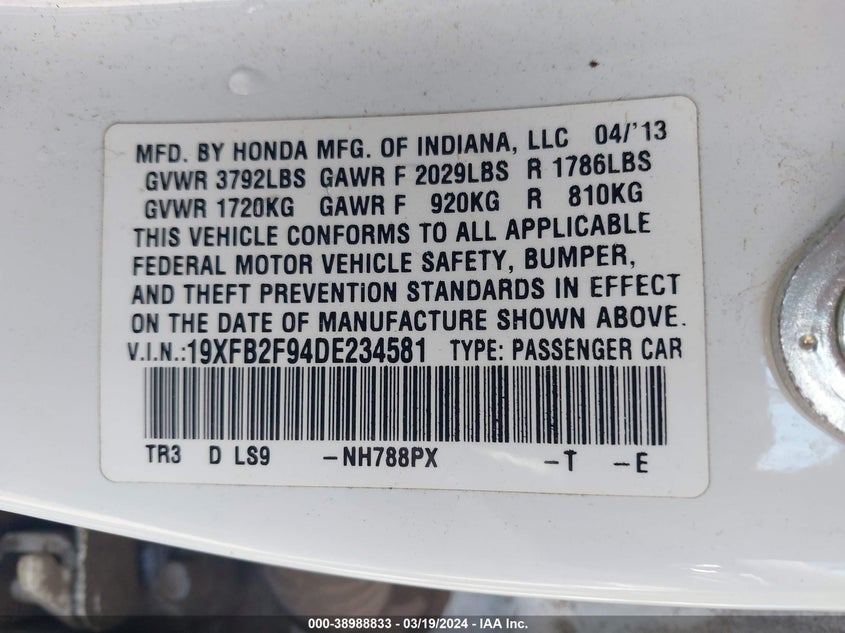 MFD. BY HONDA MFG. OF INDIANA, LLC 04/'13
GVWR 3792LBS GAWR F 2029LBS R 1786LBS
GVWR 1720KG GAWR F 920KG R 810KG
THIS VEHICLE CONFORMS TO ALL APPLICABLE
FEDERAL MOTOR VEHICLE SAFETY, BUMPER,
AND THEFT PREVENTION STANDARDS IN EFFECT
ON THE DATE OF MANUFACTURE SHOWN ABOVE.
V.I.N.:19XFB2F94DE234581 TYPE: PASSENGER CAR
TR3 D LS9 -NH788PX -T -E
000-38988833 - 03/19/2024 - IAA Inc.